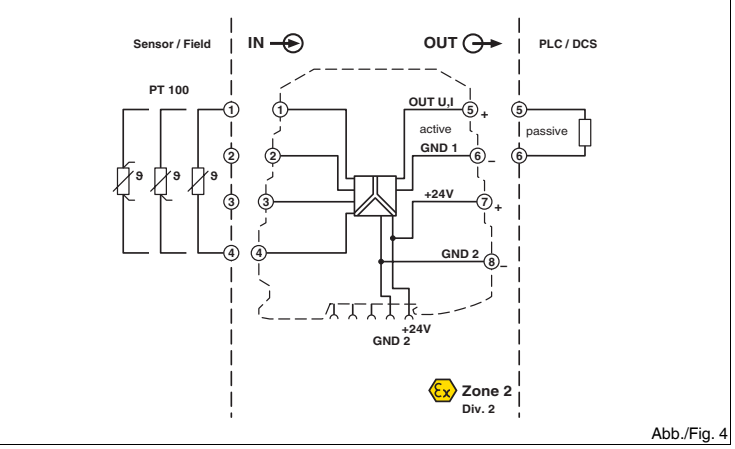 Sensor / Field IN OUT PLC / DCS
PT 100
1 1 OUT U,I 5 + 5
active passive
2 2 GND 1 6 – 6
ϑ ϑ ϑ
3 3 +24V 7 +
4 4 GND 2 8 –
+24V
GND 2
Ex Zone 2
Div. 2
Abb./Fig. 4